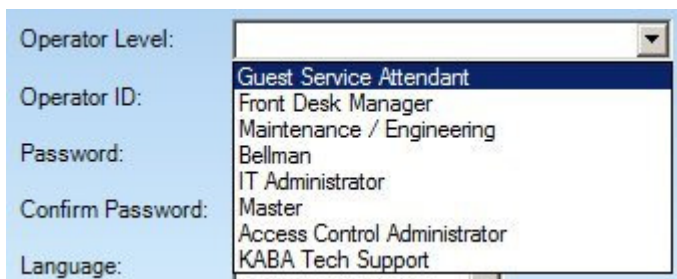 Operator Level:
Guest Service Attendant
Operator ID:
Front Desk Manager
Maintenance / Engineering
Password:
Bellman
IT Administrator
Confirm Password:
Master
Access Control Administrator
Language:
KABA Tech Support